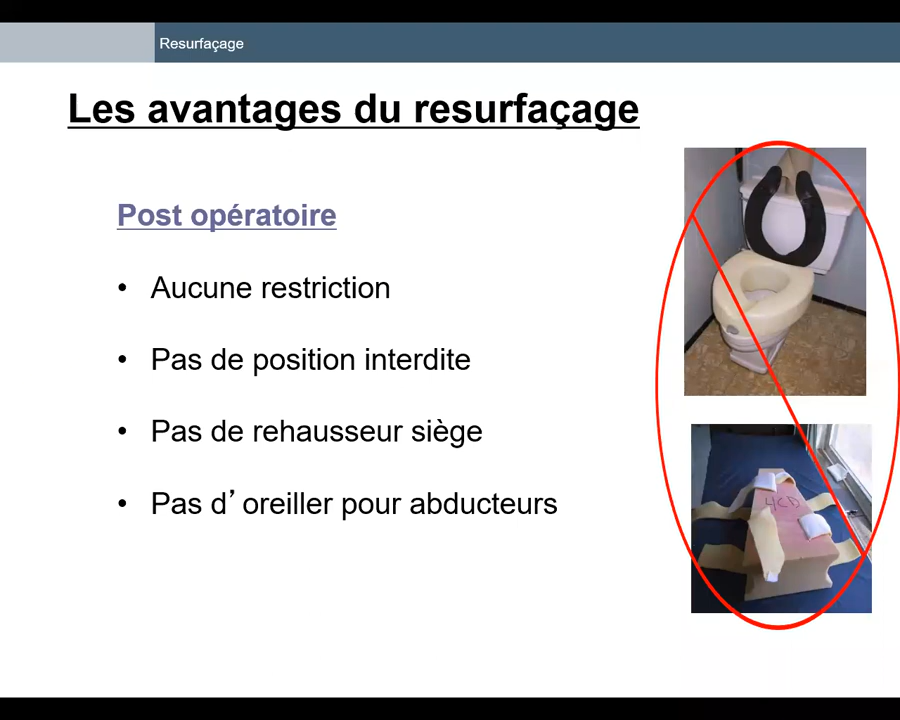 Resurfaçage
Les avantages du resurfaçage
Post opératoire
• Aucune restriction
• Pas de position interdite
• Pas de rehausseur siège
• Pas d’ oreiller pour abducteurs
4CD